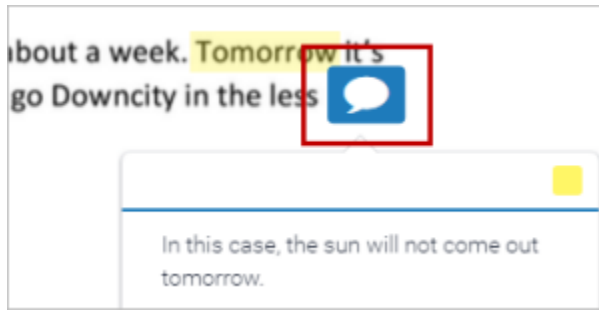 about a week. Tomorrow it's
go Downcity in the less
In this case, the sun will not come out
tomorrow.